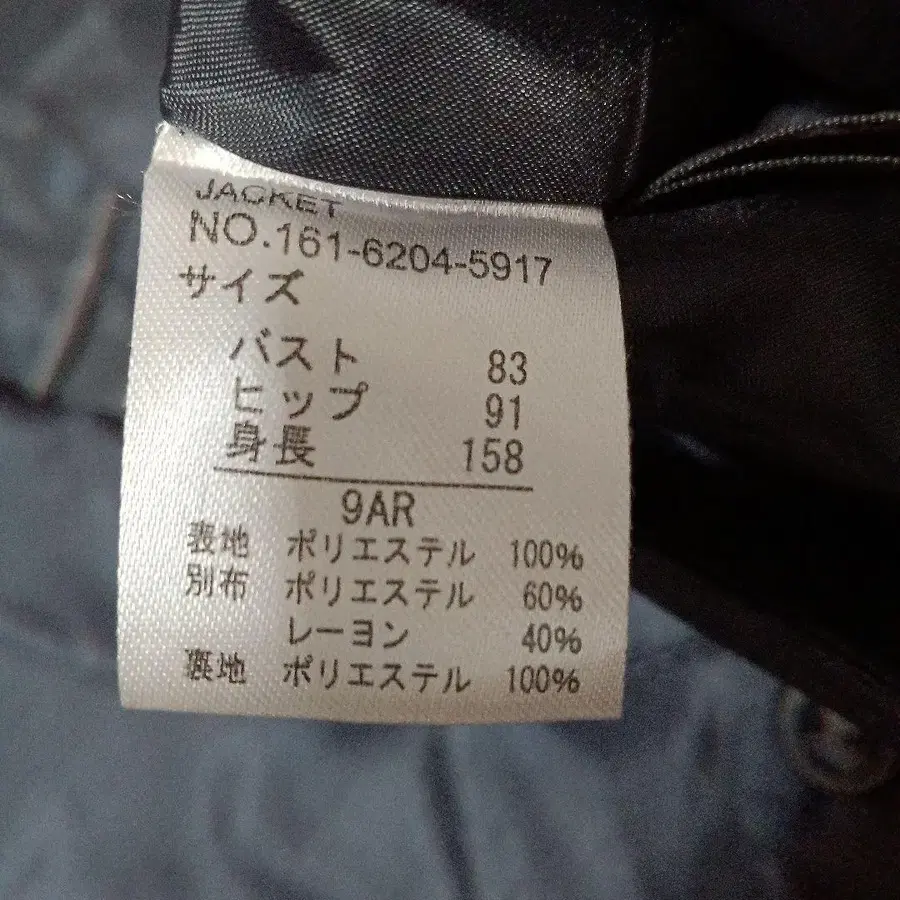 JACKET
NO.161-6204-5917
サイズ
バスト 83
ヒップ 91
身長 158
9AR
表地 ポリエステル 100%
別布 ポリエステル 60%
レーヨン 40%
裏地 ポリエステル 100%